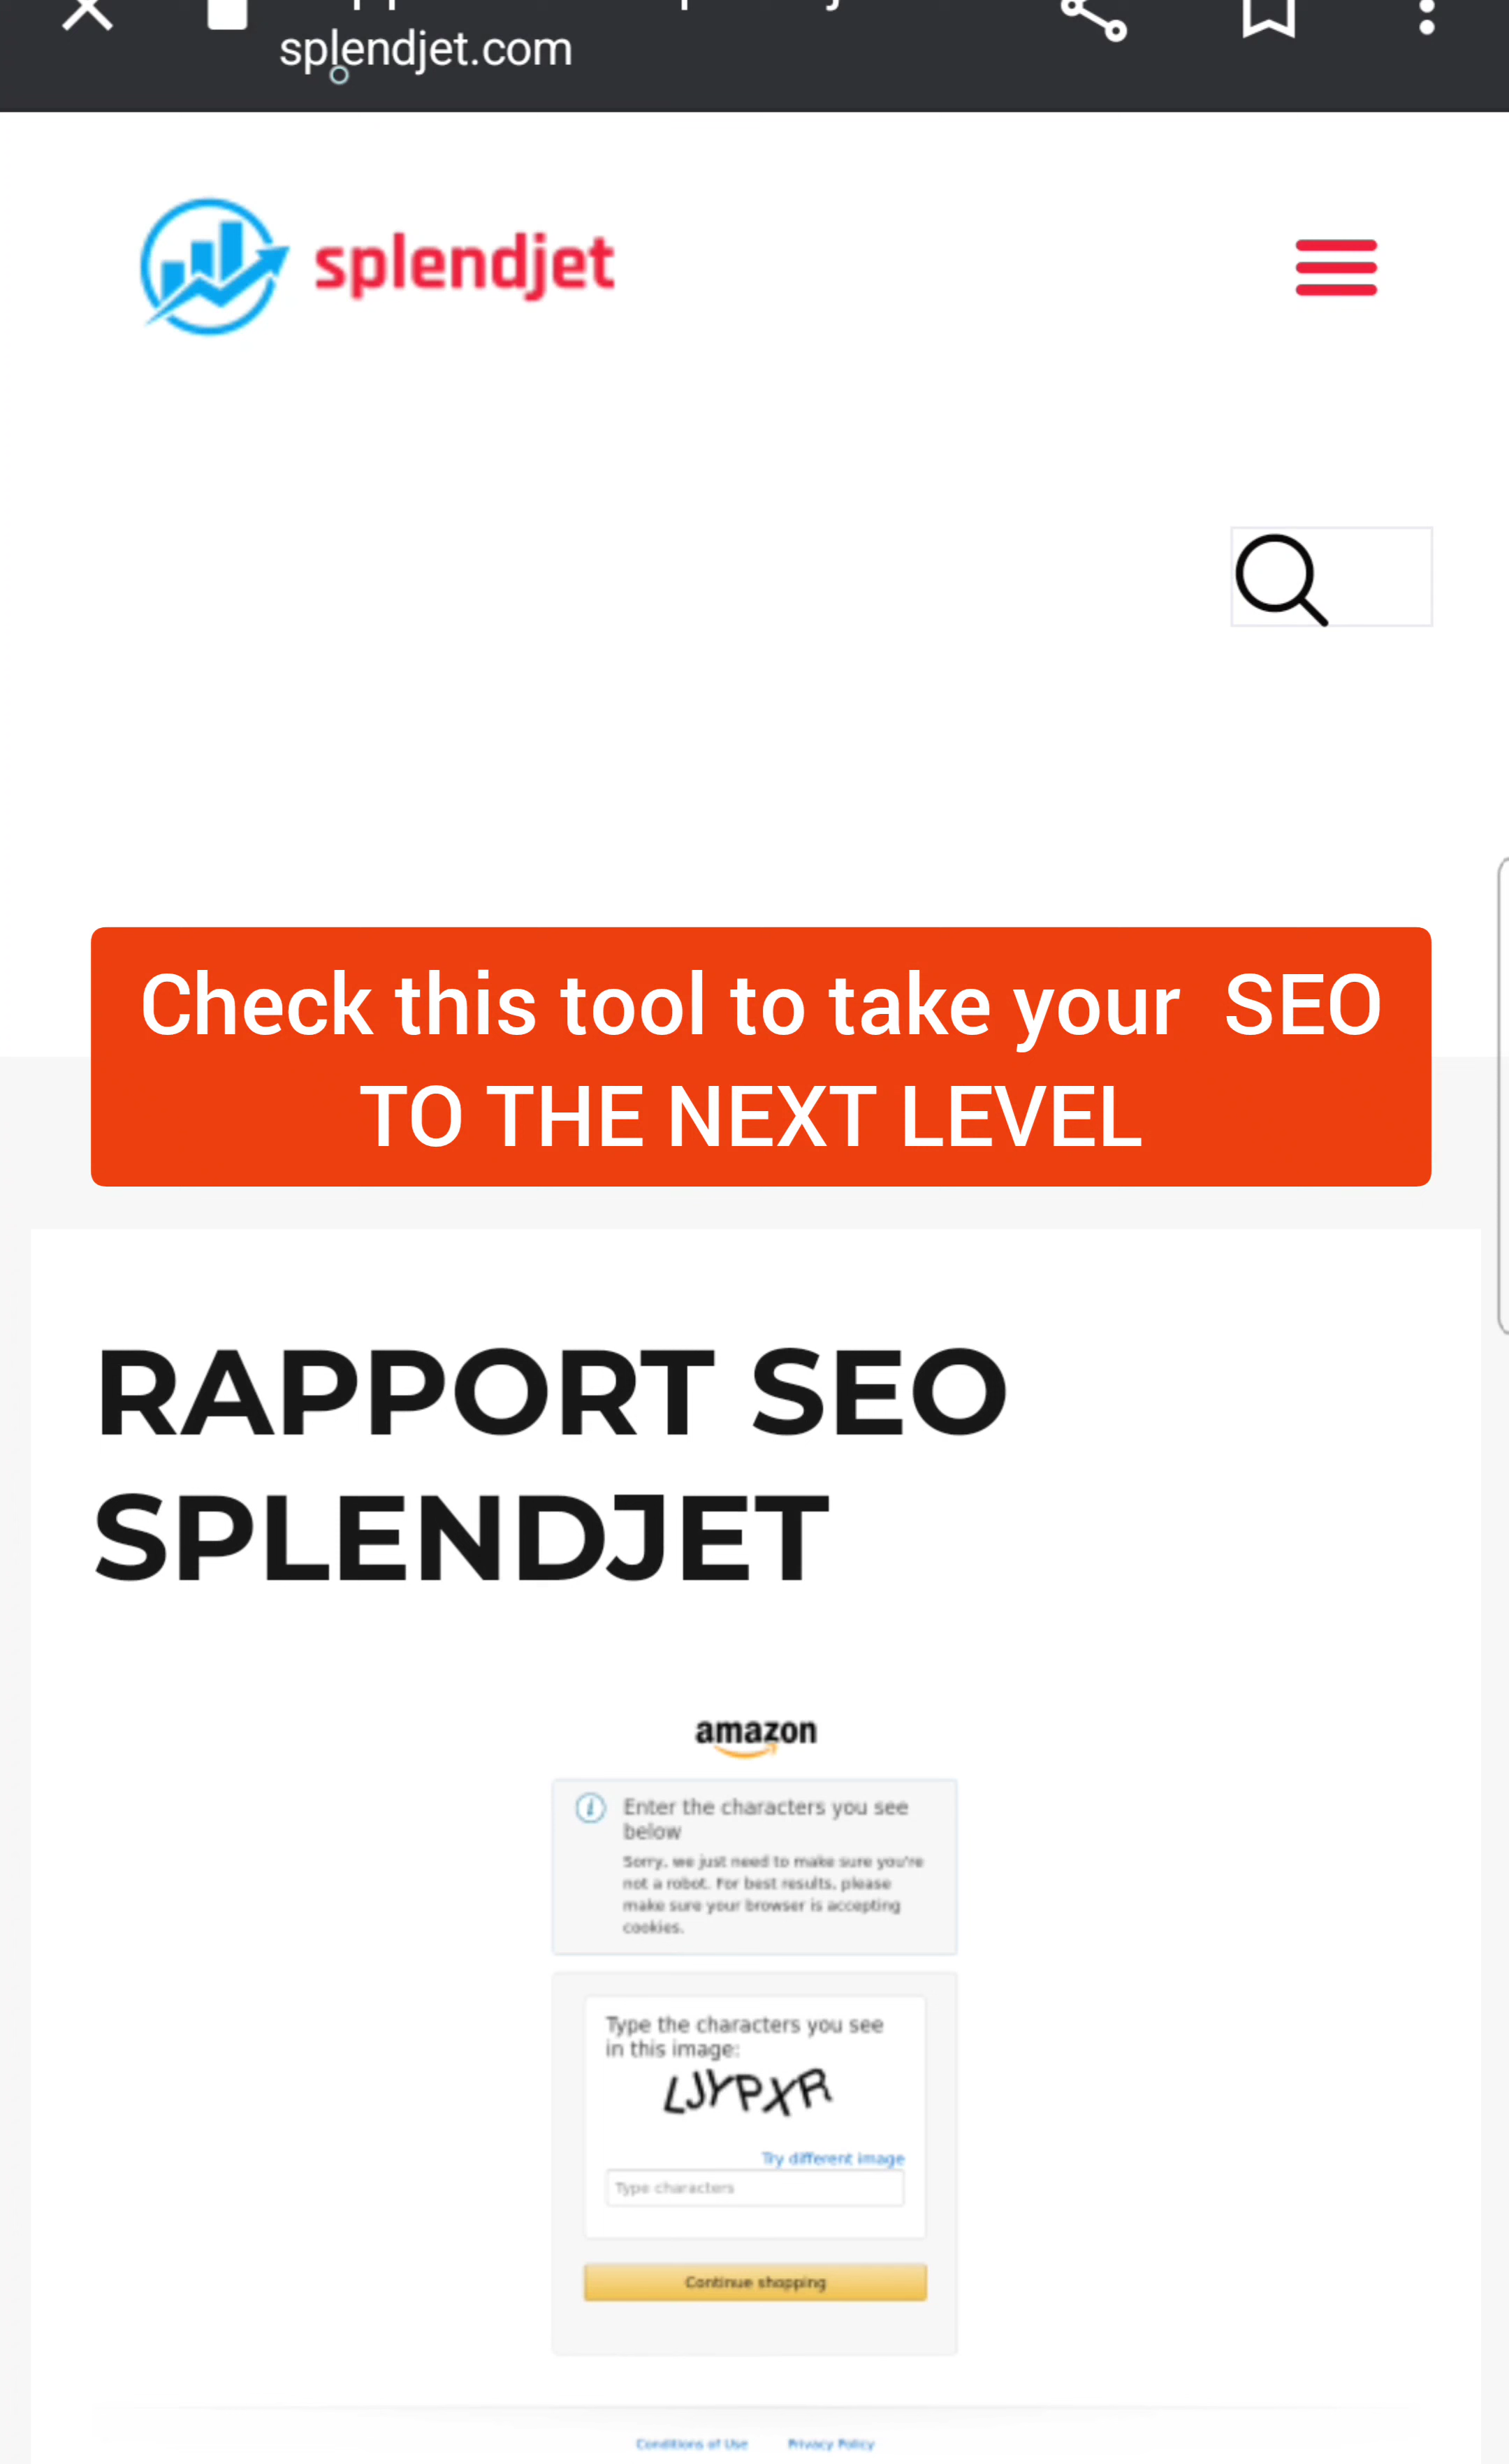 splendjet.com
splendjet
Check this tool to take your SEO
TO THE NEXT LEVEL
RAPPORT SEO
SPLENDJET
amazon
Enter the characters you see
below
Sorry, we just need to make sure you're
not a robot. For best results, please
make sure your browser is accepting
cookies.
Type the characters you see
in this image:
LJYPXR
Try different image
Type characters
Continue shopping
Conditions of Use Privacy Policy